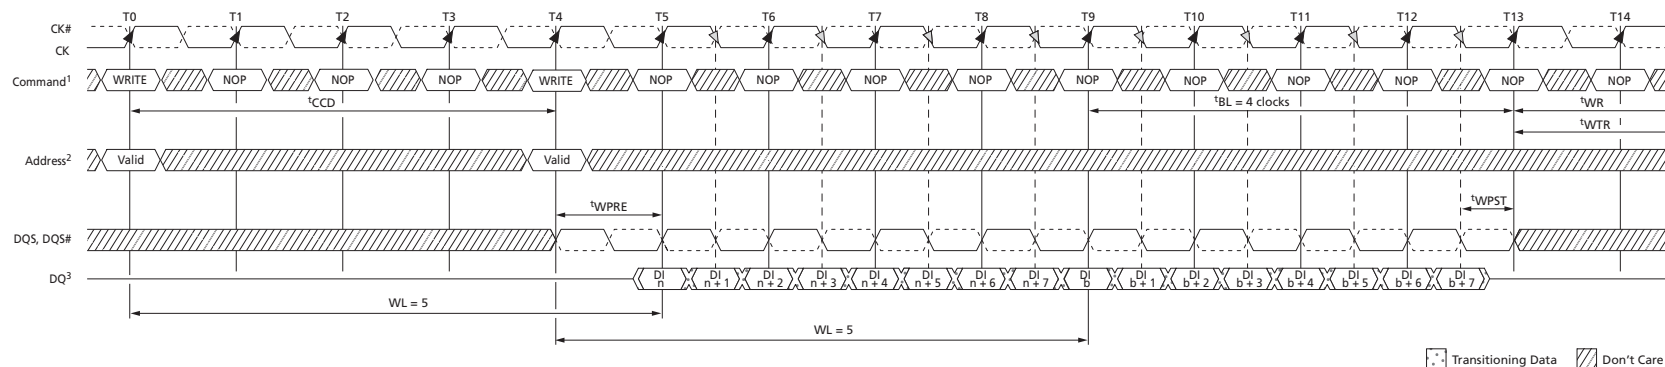 T0 T1 T2 T3 T4 T5 T6 T7 T8 T9 T10 T11 T12 T13 T14
CK#
CK
Command1 WRITE NOP NOP NOP WRITE NOP NOP NOP NOP NOP NOP NOP NOP NOP NOP
tCCD tBL = 4 clocks tWR
tWTR
Address2 Valid Valid
tWPRE tWPST
DQS, DQS#
DQ3 DI n DI n + 1 DI n + 2 DI n + 3 DI n + 4 DI n + 5 DI n + 6 DI n + 7 DI b DI b + 1 DI b + 2 DI b + 3 DI b + 4 DI b + 5 DI b + 6 DI b + 7
WL = 5
WL = 5
Transitioning Data Don't Care